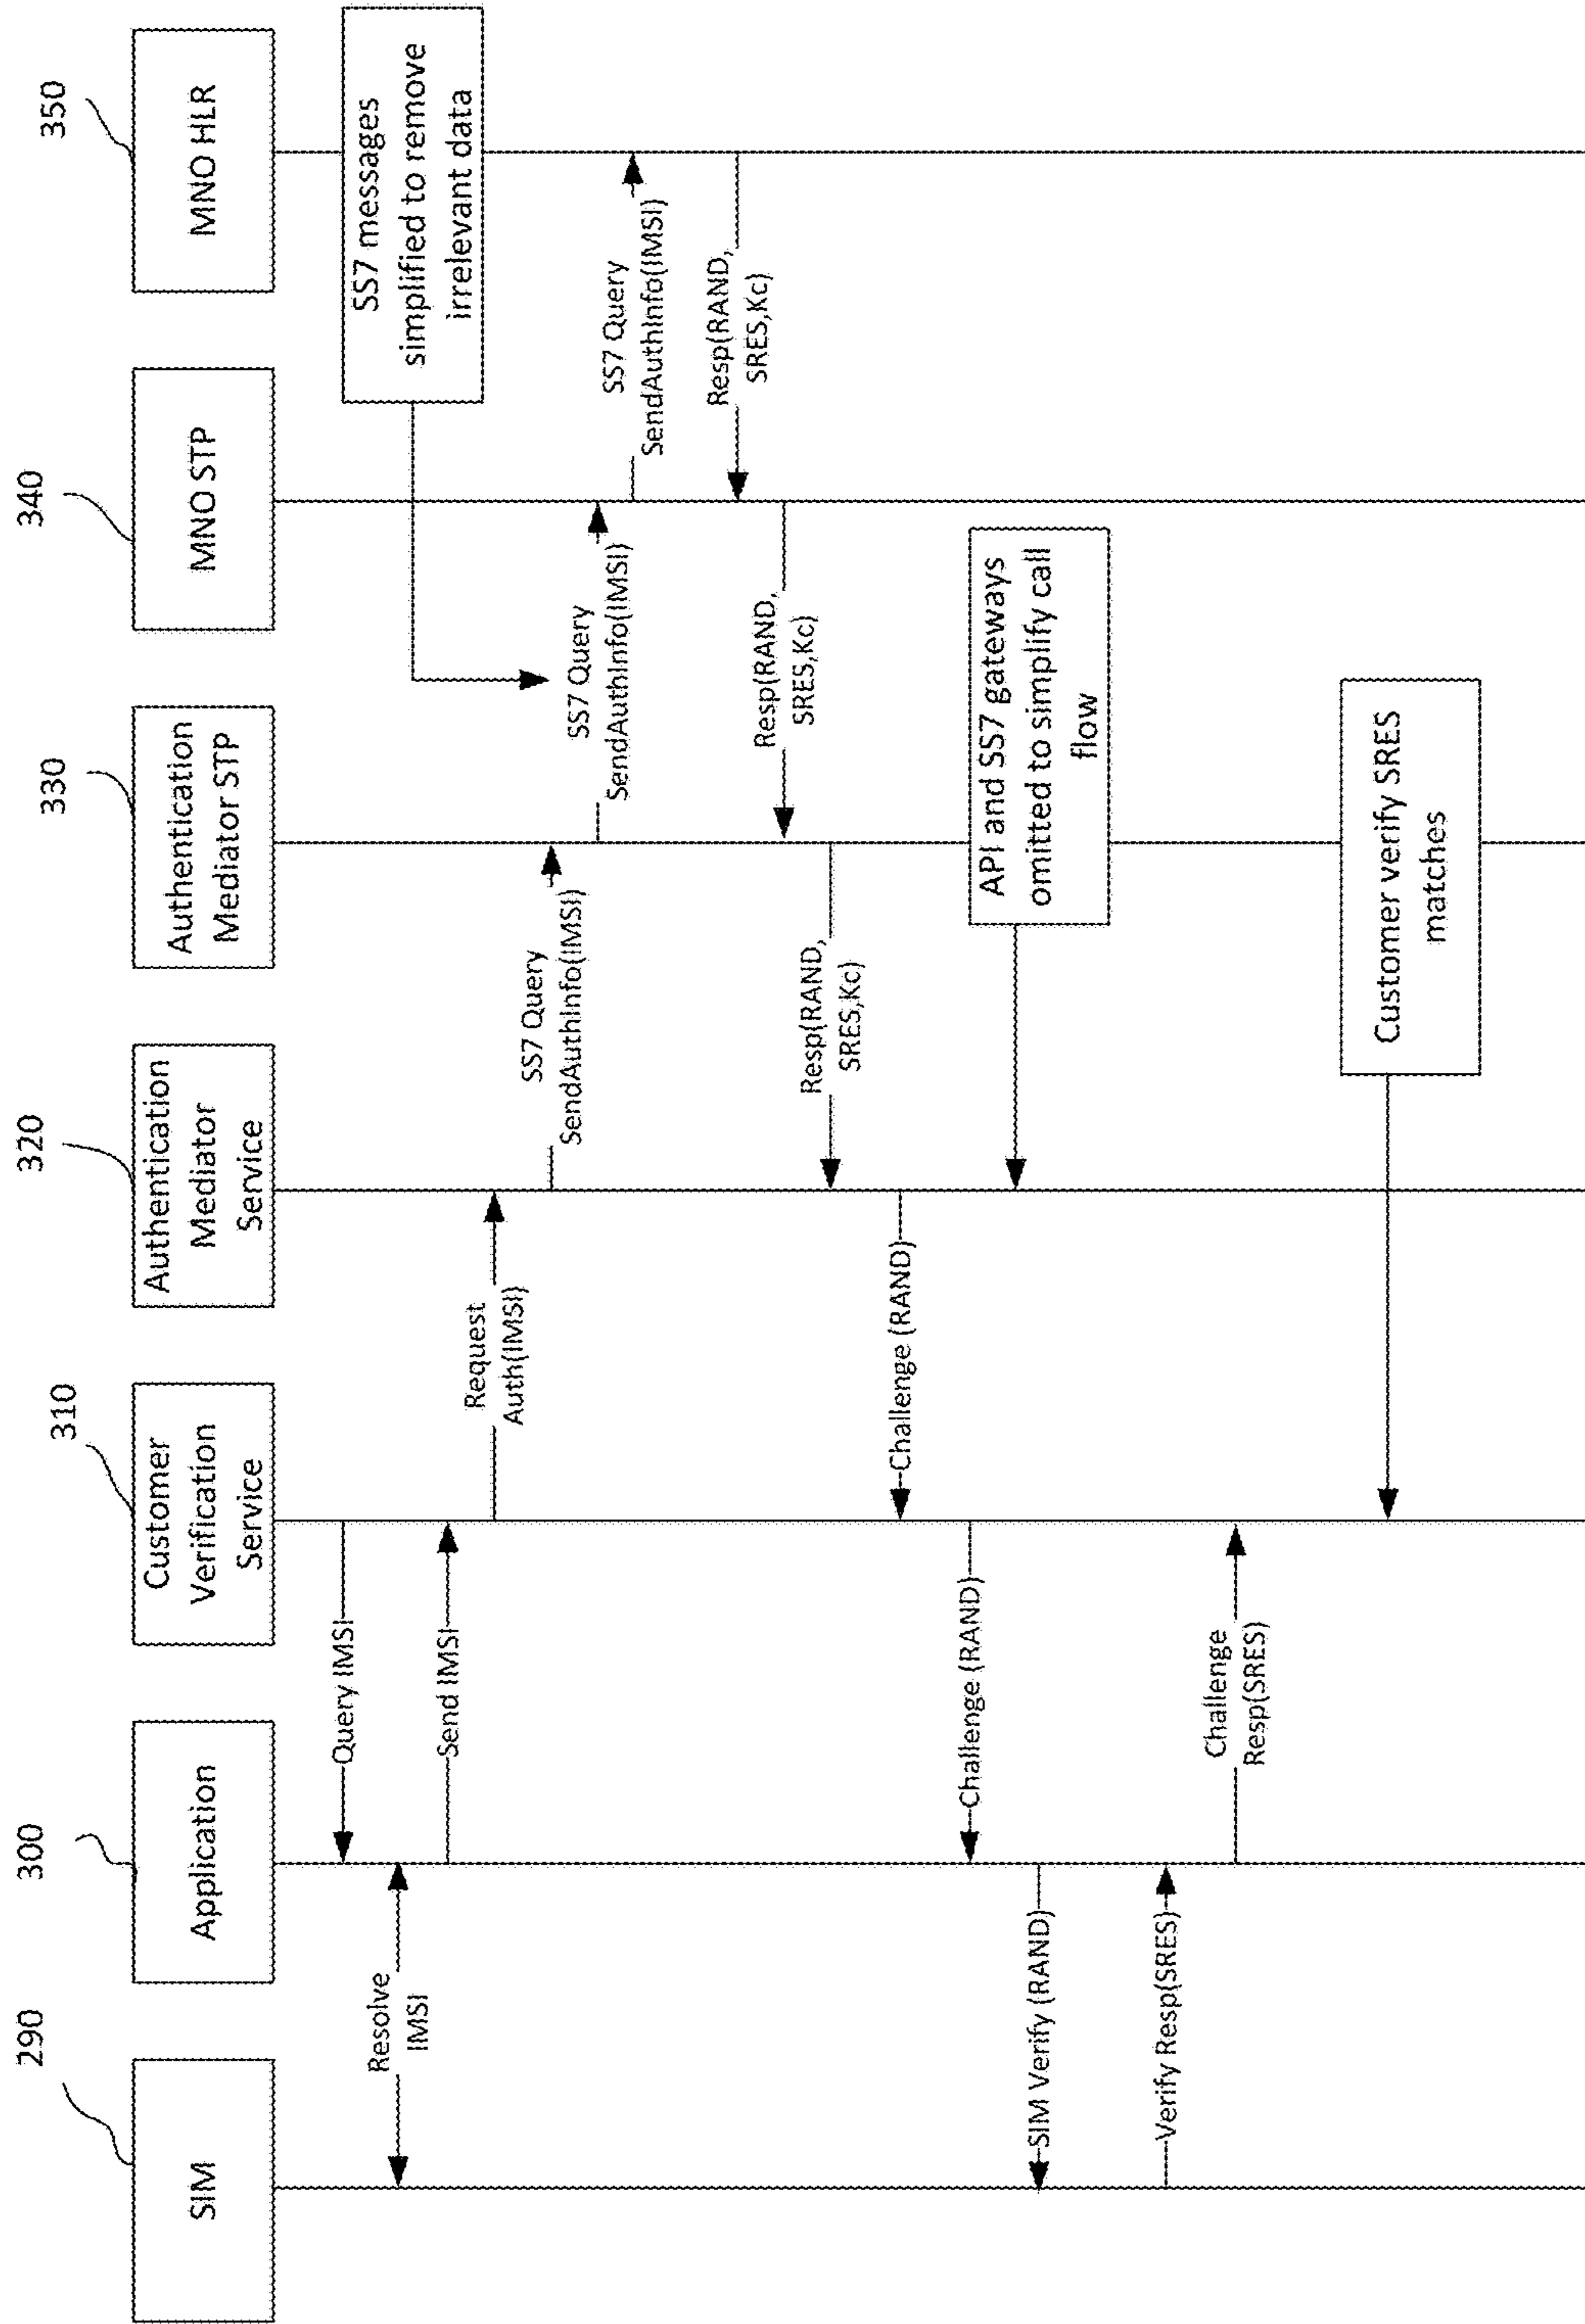 290
300
310
320
330
340
350
SIM
Application
Customer
Verification
Service
Authentication
Mediator
Service
Authentication
Mediator STP
MNO STP
MNO HLR
SS7 messages
simplified to remove
irrelevant data
Query IMSI
Resolve
IMSI
Send IMSI
Request
Auth(IMSI)
SS7 Query
SendAuthInfo(IMSI)
SS7 Query
SendAuthInfo(IMSI)
SS7 Query
SendAuthInfo(IMSI)
Resp(RAND,
SRES,Kc)
Resp(RAND,
SRES,Kc)
Resp(RAND,
SRES,Kc)
Challenge (RAND)
Challenge (RAND)
API and SS7 gateways
omitted to simplify call
flow
SIM Verify (RAND)
Verify Resp(SRES)
Challenge
Resp(SRES)
Customer verify SRES
matches